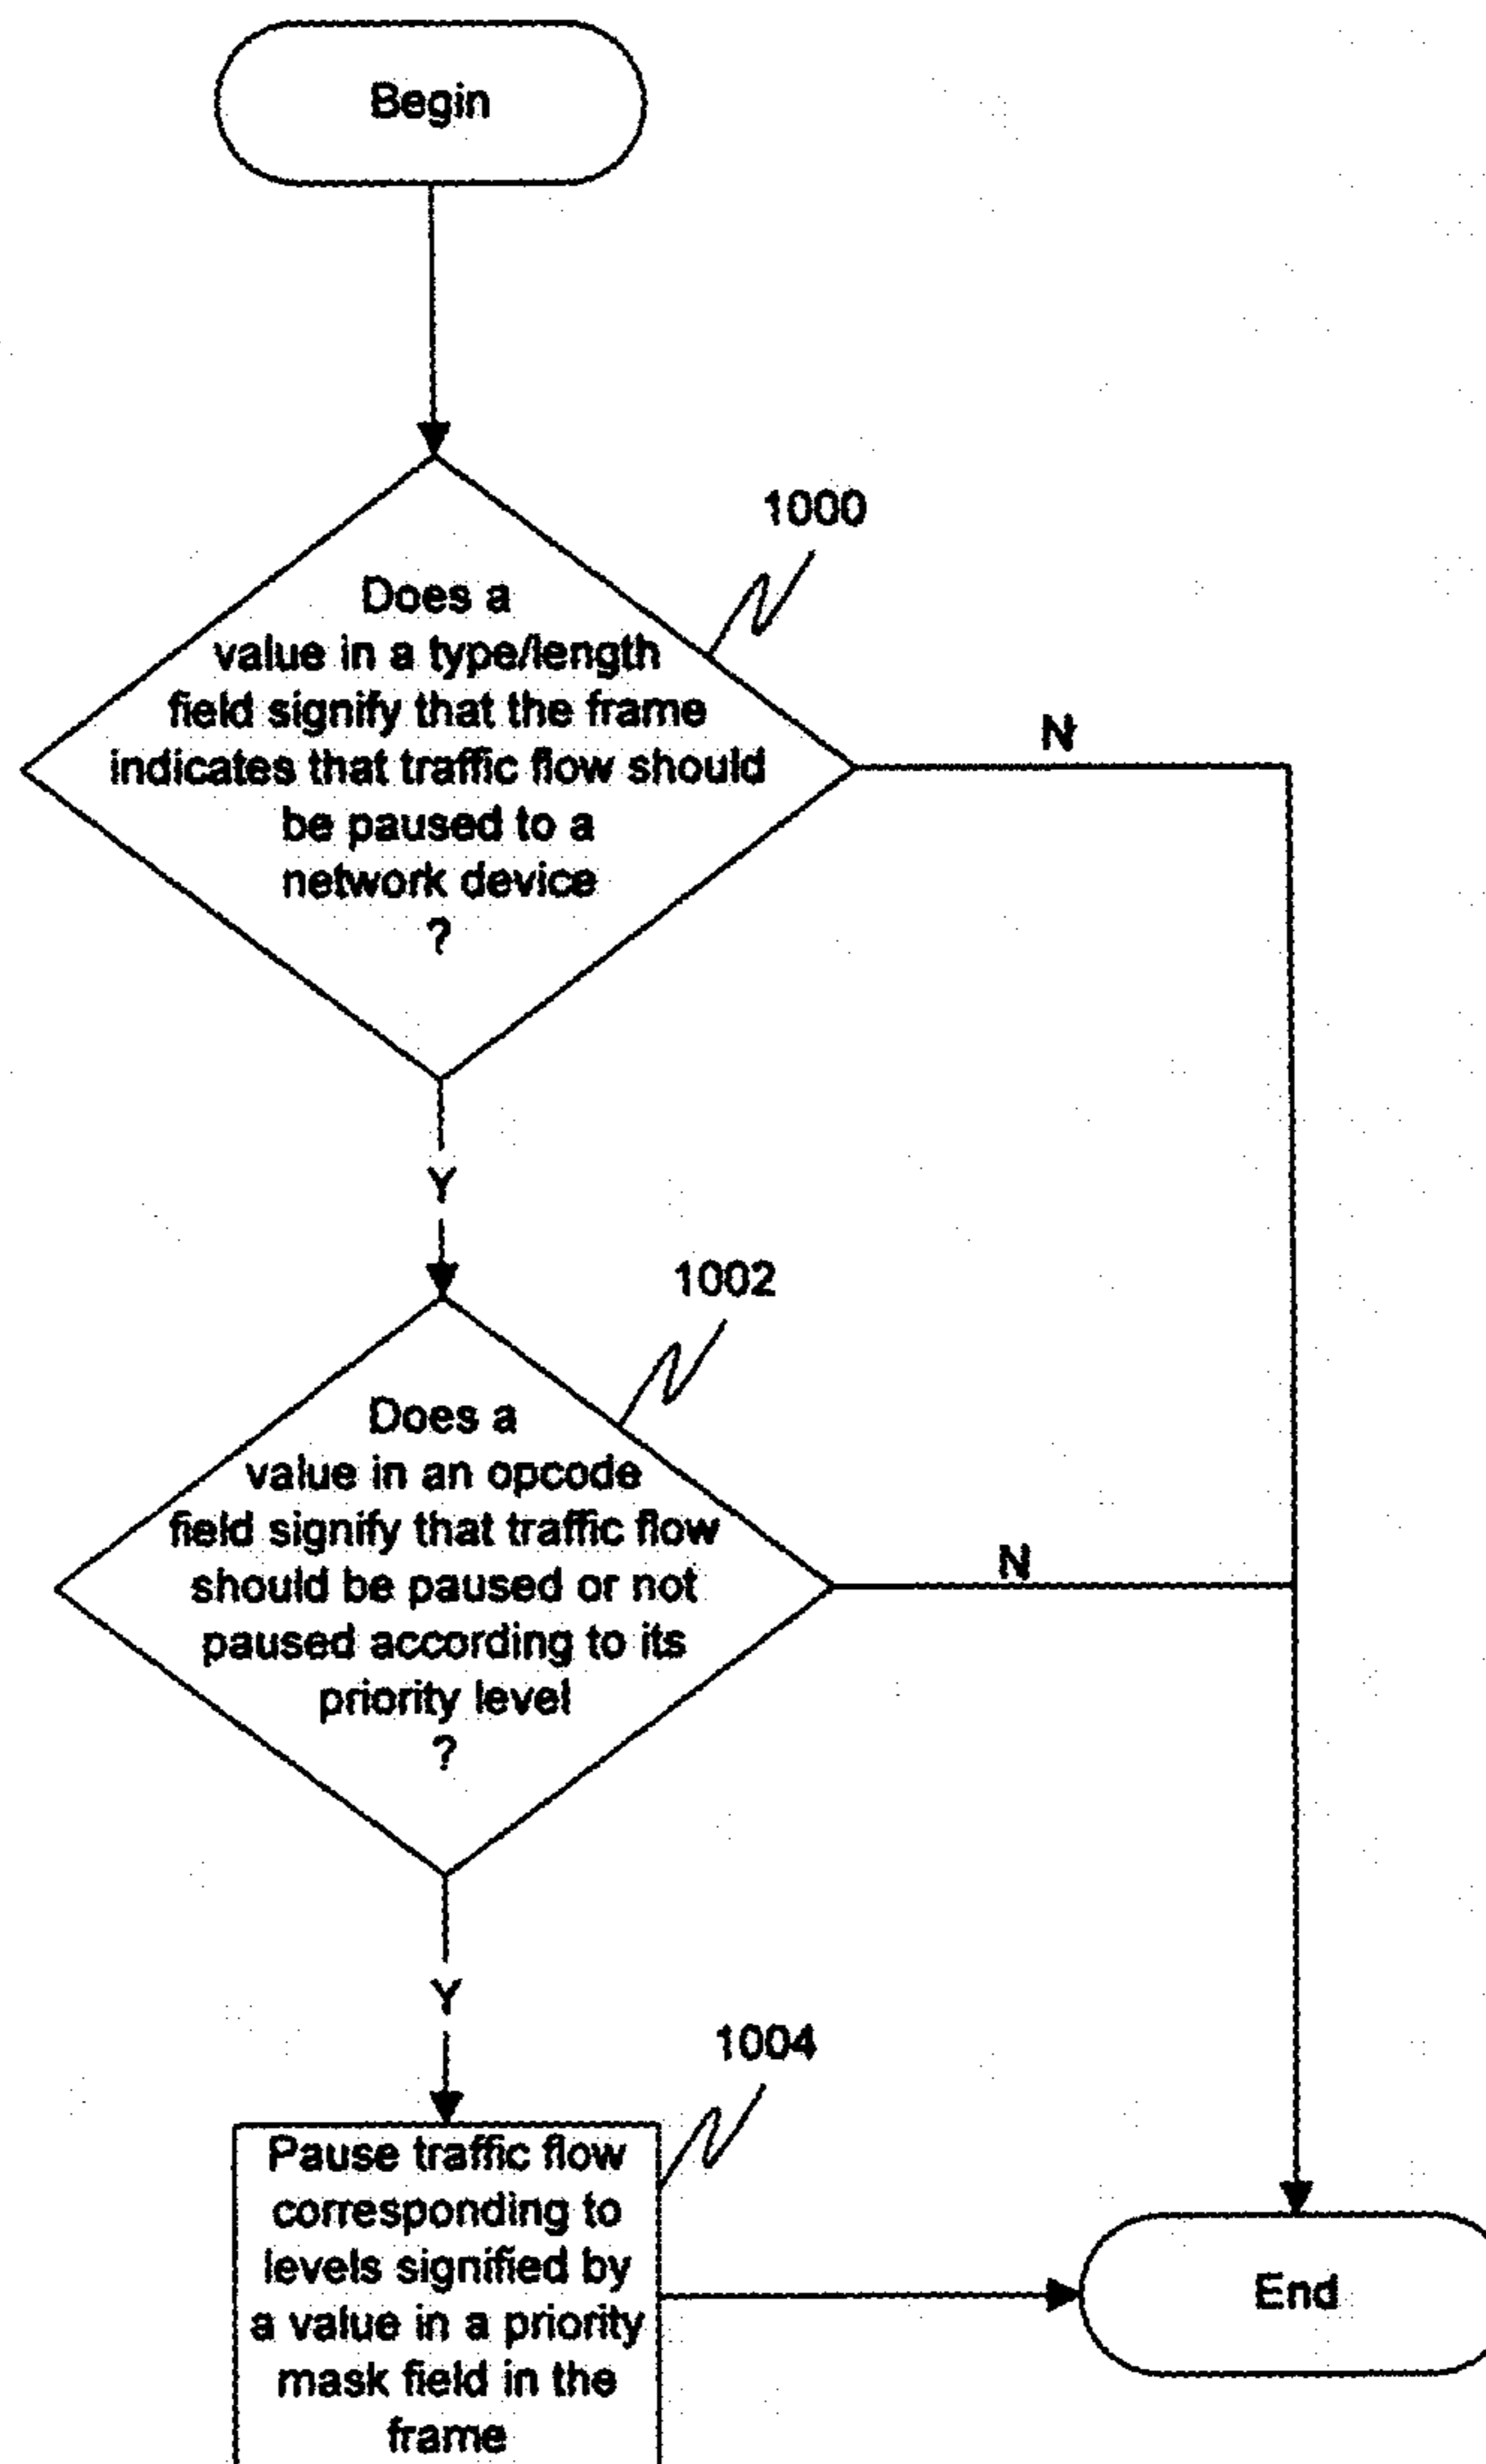 Begin
1000
Does a
value in a type/length
field signify that the frame
indicates that traffic flow should
be paused to a
network device
?
N
Y
1002
Does a
value in an opcode
field signify that traffic flow
should be paused or not
paused according to its
priority level
?
N
Y
1004
Pause traffic flow
corresponding to
levels signified by
a value in a priority
mask field in the
frame
End